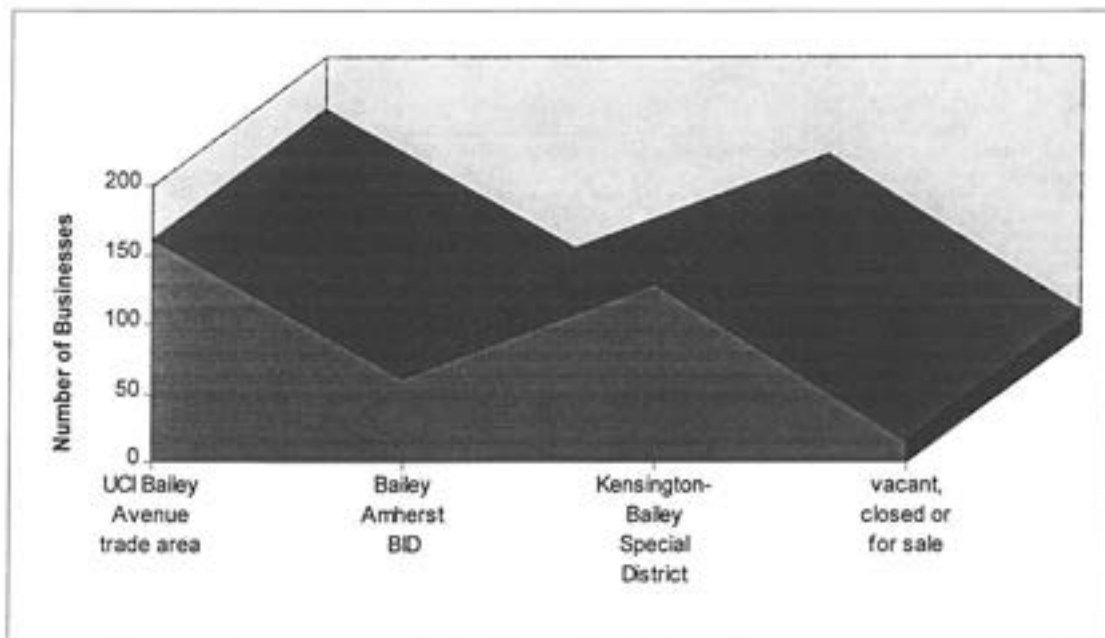 Number of Businesses
200
150
100
50
0
UCI Bailey
Avenue
trade area
Bailey
Amherst
BID
Kensington-
Bailey
Special
District
vacant,
closed or
for sale